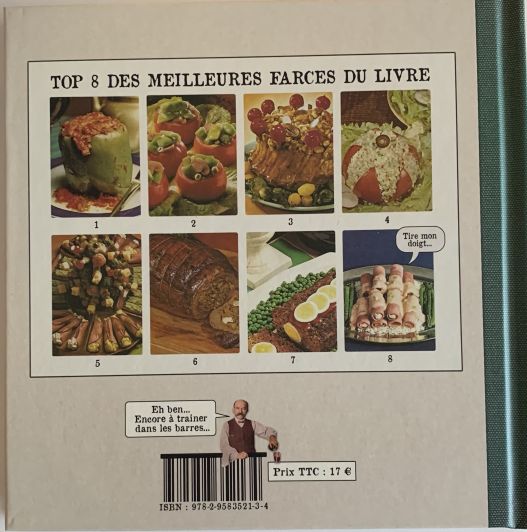 TOP 8 DES MEILLEURES FARCES DU LIVRE
1
2
3
4
Tire mon
doigt...
5
6
7
8
Eh ben...
Encore à trainer
dans les barres...
Prix TTC : 17 €
ISBN : 978-2-9583521-3-4